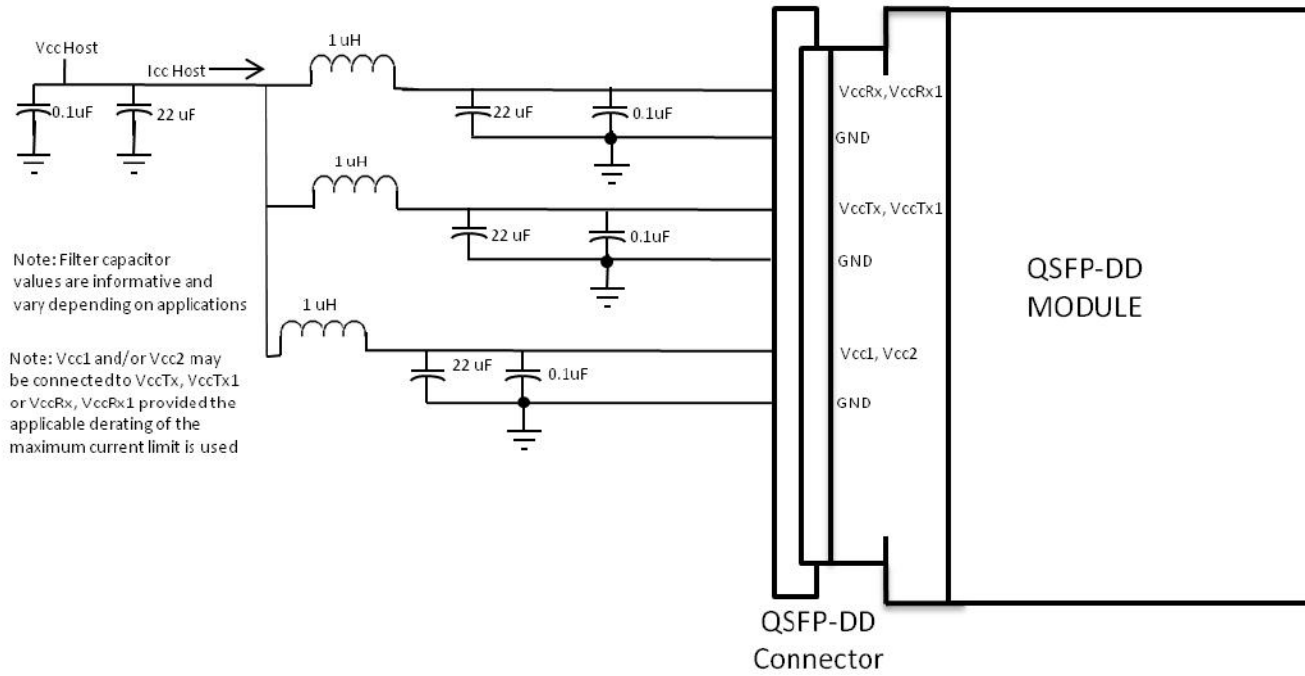 Vcc Host
Icc Host
0.1uF
22 uF
1 uH
22 uF
0.1uF
VccRx, VccRx1
GND
1 uH
22 uF
0.1uF
VccTx, VccTx1
GND
Note: Filter capacitor
values are informative and
vary depending on applications
1 uH
22 uF
0.1uF
Vcc1, Vcc2
GND
Note: Vcc1 and/or Vcc2 may
be connected to VccTx, VccTx1
or VccRx, VccRx1 provided the
applicable derating of the
maximum current limit is used
QSFP-DD
MODULE
QSFP-DD
Connector